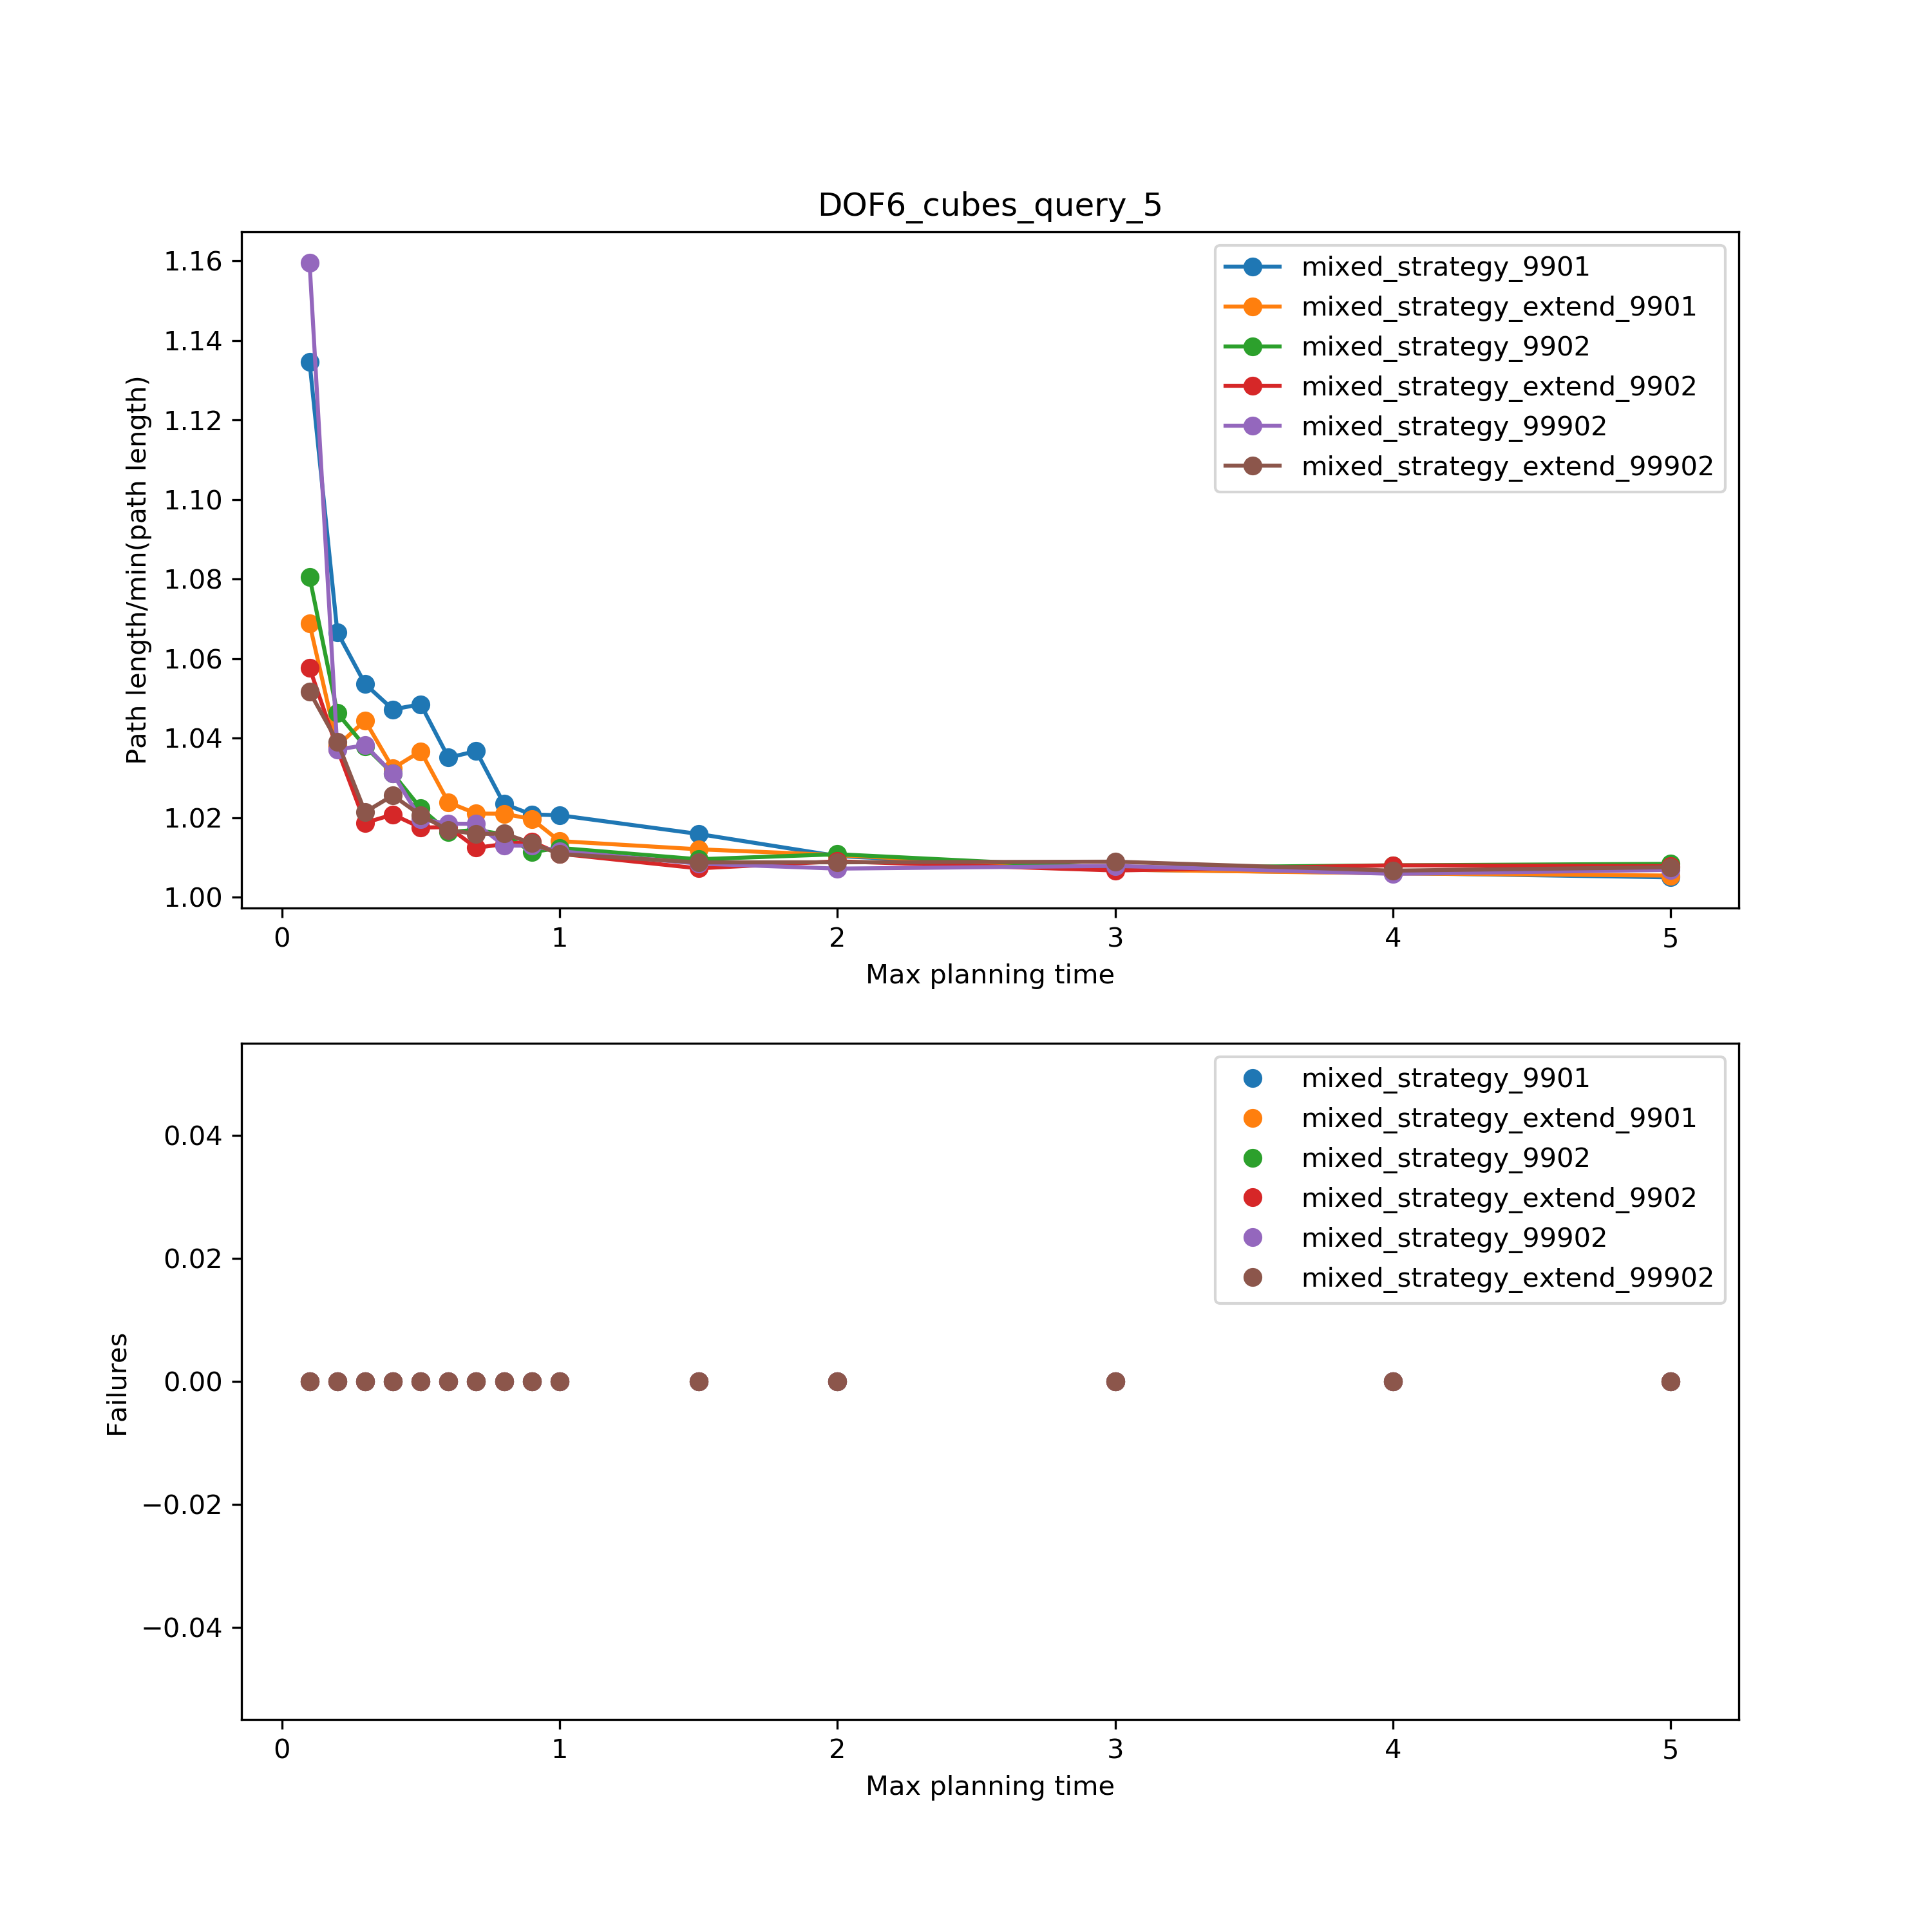 DOF6_cubes_query_5
Path length/min(path length)
1.16
1.14
1.12
1.10
1.08
1.06
1.04
1.02
1.00
mixed_strategy_9901
mixed_strategy_extend_9901
mixed_strategy_9902
mixed_strategy_extend_9902
mixed_strategy_99902
mixed_strategy_extend_99902
0 1 2 3 4 5
Max planning time
Failures
0.04
0.02
0.00
−0.02
−0.04
mixed_strategy_9901
mixed_strategy_extend_9901
mixed_strategy_9902
mixed_strategy_extend_9902
mixed_strategy_99902
mixed_strategy_extend_99902
0 1 2 3 4 5
Max planning time